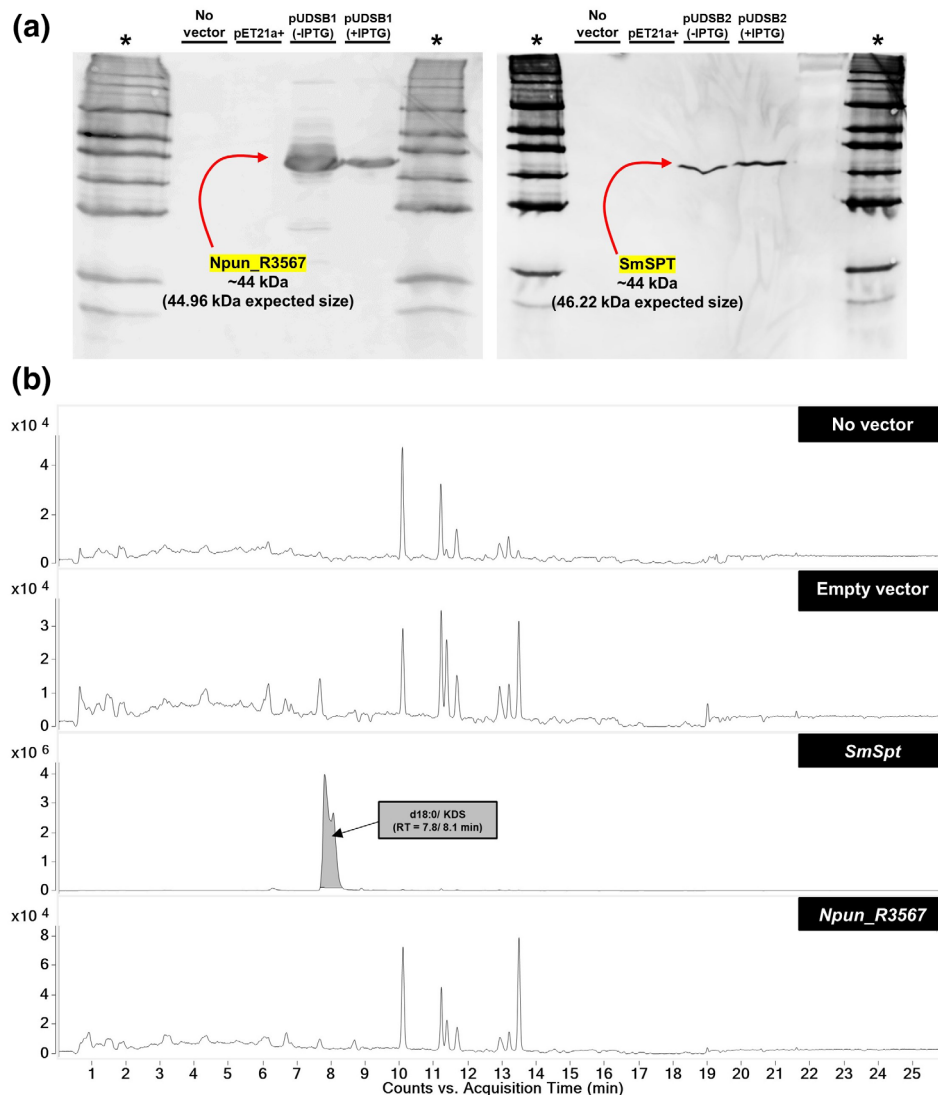 (a)
*
No
vector
pET21a+
pUDSB1
(-IPTG)
pUDSB1
(+IPTG)
*
Npun_R3567
~44 kDa
(44.96 kDa expected size)
*
No
vector
pET21a+
pUDSB2
(-IPTG)
pUDSB2
(+IPTG)
*
SmSPT
~44 kDa
(46.22 kDa expected size)
(b)
x10 4
4
2
0
No vector
x10 4
3
2
1
0
Empty vector
x10 6
4
3
2
1
0
SmSpt
d18:0/ KDS
(RT = 7.8/ 8.1 min)
x10 4
8
6
4
2
0
Npun_R3567
1 2 3 4 5 6 7 8 9 10 11 12 13 14 15 16 17 18 19 20 21 22 23 24 25
Counts vs. Acquisition Time (min)